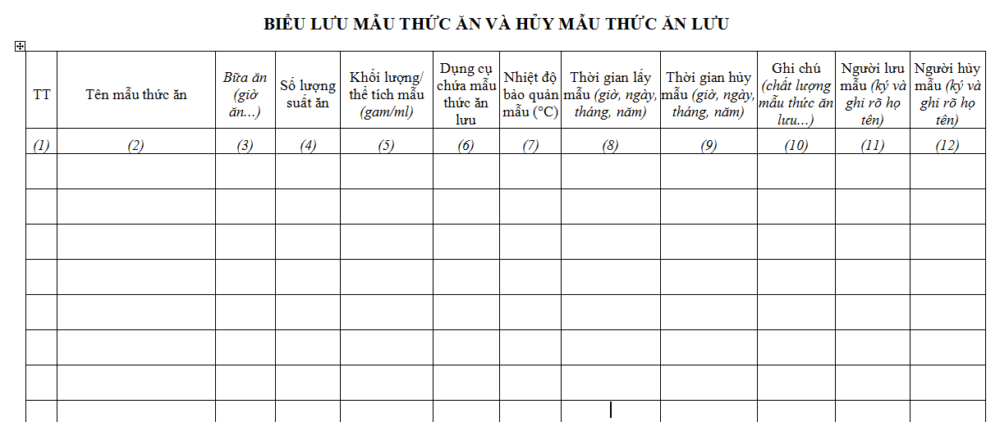 BIỂU LƯU MẪU THỨC ĂN VÀ HỦY MẪU THỨC ĂN LƯU
TT
Tên mẫu thức ăn
Bữa ăn
(giờ
ăn…)
Số lượng
suất ăn
Khối lượng/
thể tích mẫu
(gam/ml)
Dụng cụ
chứa mẫu
thức ăn
lưu
Nhiệt độ
bảo quản
mẫu (°C)
Thời gian lấy
mẫu (giờ, ngày,
tháng, năm)
Thời gian hủy
mẫu (giờ, ngày,
tháng, năm)
Ghi chú
(chất lượng
mẫu thức ăn
lưu…)
Người lưu
mẫu (ký và
ghi rõ họ
tên)
Người hủy
mẫu (ký và
ghi rõ họ
tên)
(1) (2) (3) (4) (5) (6) (7) (8) (9) (10) (11) (12)